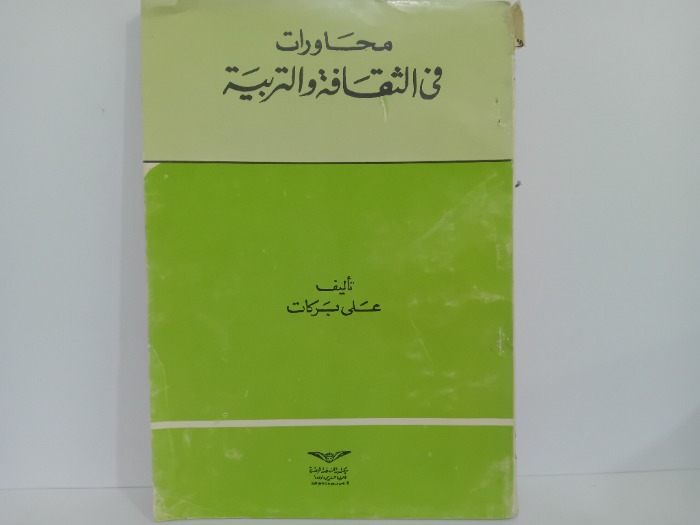 محاورات
فى الثقافة والتربية
تأليف
على بركات